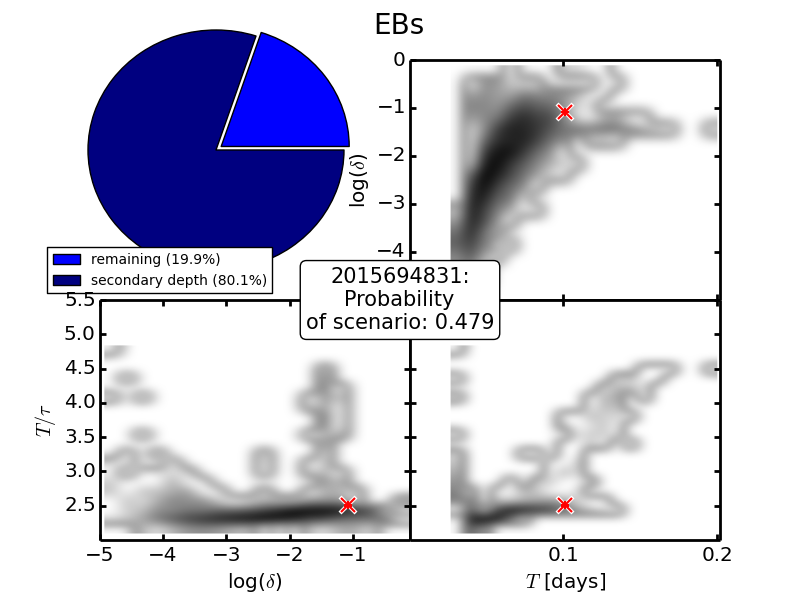 EBs
remaining (19.9%)
secondary depth (80.1%)
0
−1
−2
−3
−4
log(δ)
2015694831:
Probability
of scenario: 0.479
5.5
5.0
4.5
4.0
3.5
3.0
2.5
T/τ
−5
−4
−3
−2
−1
log(δ)
0.1
0.2
T [days]